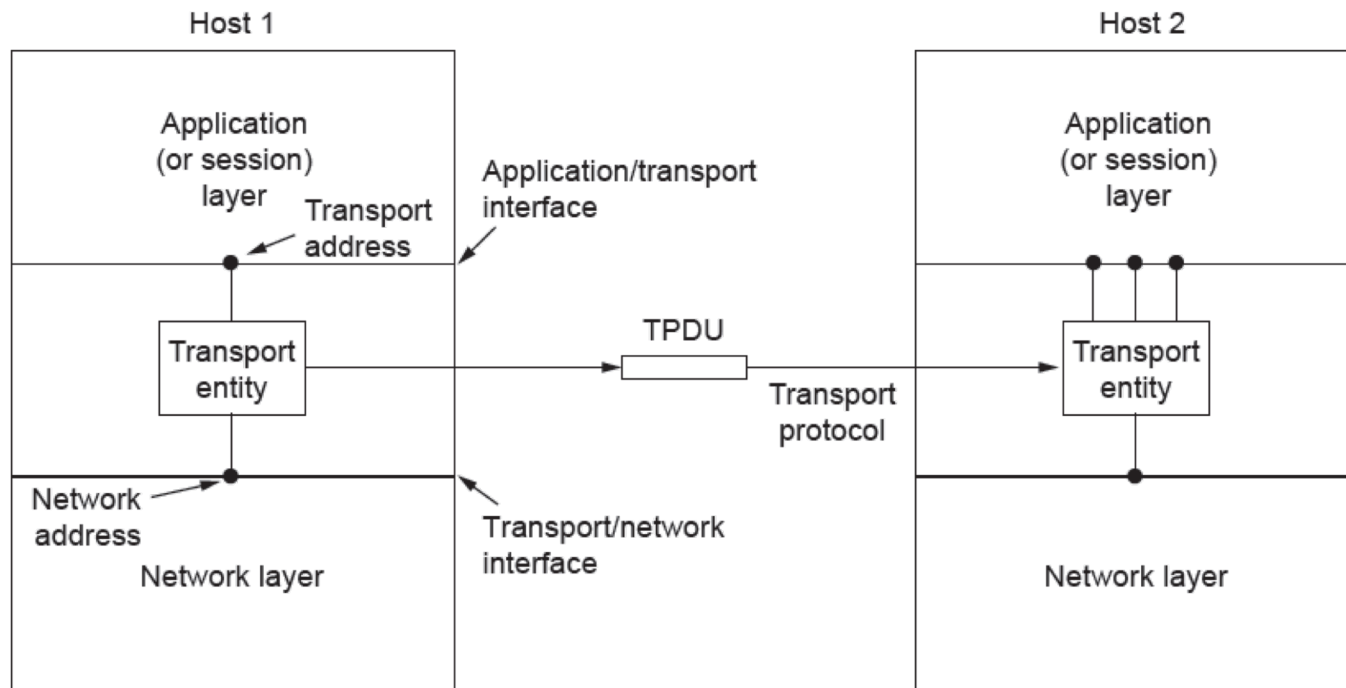 Host 1
Host 2
Application
(or session)
layer
Transport
address
Application/transport
interface
Application
(or session)
layer
Transport
entity
TPDU
Transport
protocol
Transport
entity
Network
address
Transport/network
interface
Network layer
Network layer